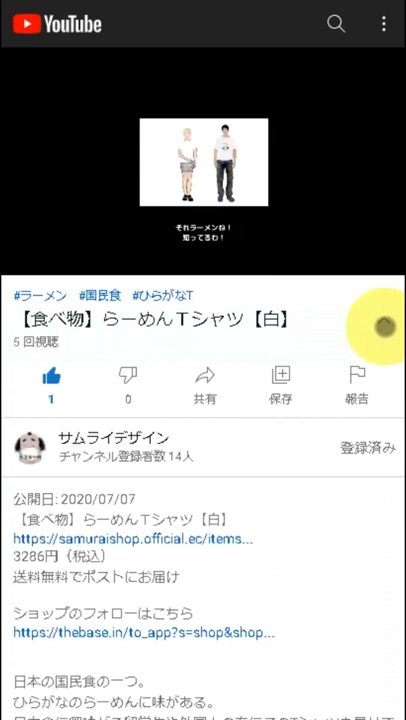 YouTube
それラーメンね！
知ってるわ！
#ラーメン #国民食 #ひらがなT
【食べ物】らーめんTシャツ【白】
5 回視聴
1
0
共有
保存
報告
サムライデザイン
チャンネル登録者数 14人
登録済み
公開日: 2020/07/07
【食べ物】らーめんTシャツ【白】
https://samuraishop.official.ec/items...
3286円（税込）
送料無料でポストにお届け
ショップのフォローはこちら
https://thebase.in/to_app?s=shop&shop...
日本の国民食の一つ。
ひらがなのらーめんに味がある。